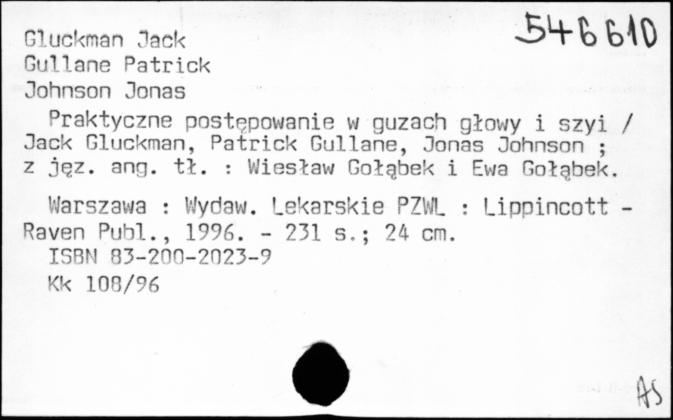 546610
Gluckman Jack
Gullane Patrick
Johnson Jonas
Praktyczne postępowanie w guzach głowy i szyi /
Jack Gluckman, Patrick Gullane, Jonas Johnson ;
z jęz. ang. tł. : Wiesław Gołąbek i Ewa Gołąbek.
Warszawa : Wydaw. Lekarskie PZWL : Lippincott -
Raven Publ., 1996. - 231 s.; 24 cm.
ISBN 83-200-2023-9
Kk 108/96
AS